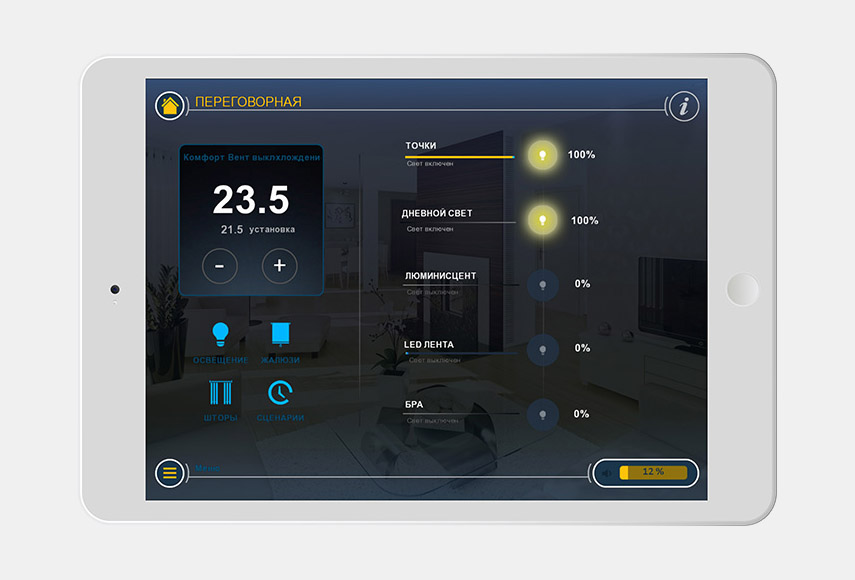 ПЕРЕГОВОРНАЯ
i
Комфорт Вент выклхлождени
23.5
21.5 установка
- +
ОСВЕЩЕНИЕ ЖАЛЮЗИ
ШТОРЫ СЦЕНАРИИ
ТОЧКИ
Свет включен
100%
ДНЕВНОЙ СВЕТ
Свет включен
100%
ЛЮМИНИСЦЕНТ
Свет выключен
0%
LED ЛЕНТА
Свет выключен
0%
БРА
Свет выключен
0%
Меню
12 %